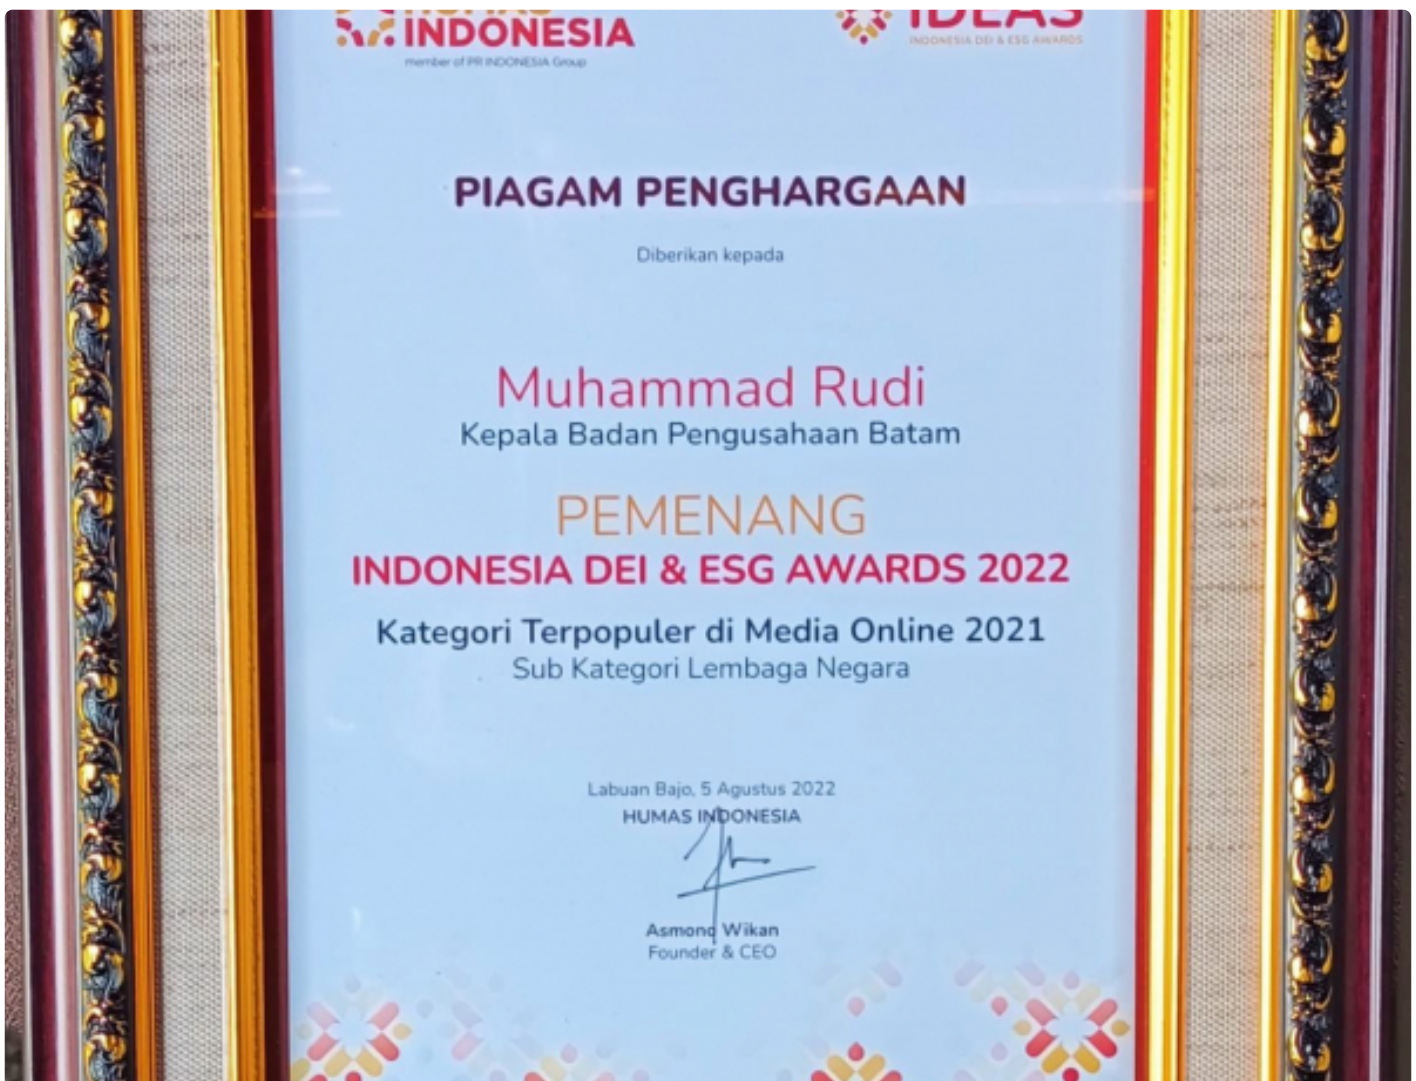 HUMAS
INDONESIA
member of PR INDONESIA Group
IDEAS
INDONESIA DEI & ESG AWARDS
PIAGAM PENGHARGAAN
Diberikan kepada
Muhammad Rudi
Kepala Badan Pengusahaan Batam
PEMENANG
INDONESIA DEI & ESG AWARDS 2022
Kategori Terpopuler di Media Online 2021
Sub Kategori Lembaga Negara
Labuan Bajo, 5 Agustus 2022
HUMAS INDONESIA
Asmono Wikan
Founder & CEO